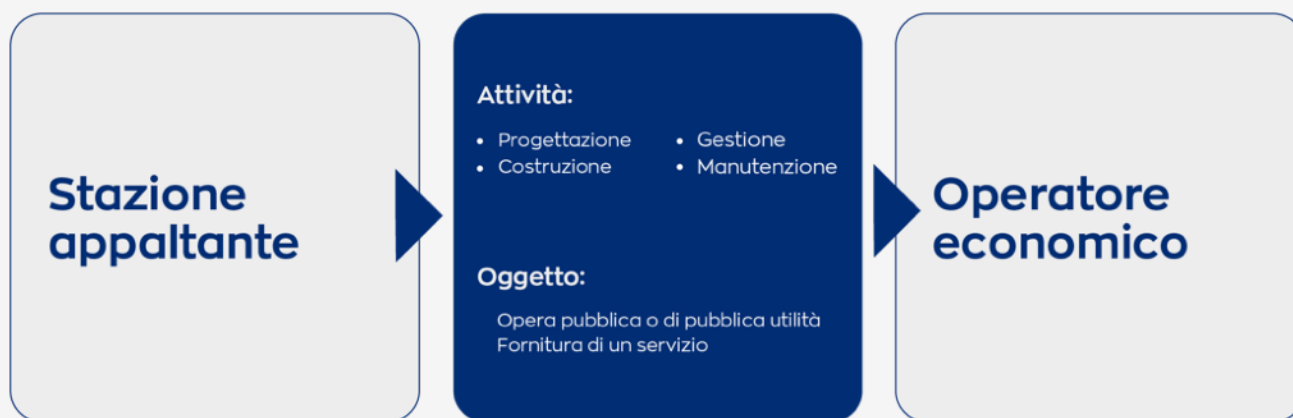 Stazione
appaltante
Attività:
• Progettazione
• Costruzione
• Gestione
• Manutenzione
Oggetto:
Opera pubblica o di pubblica utilità
Fornitura di un servizio
Operatore
economico